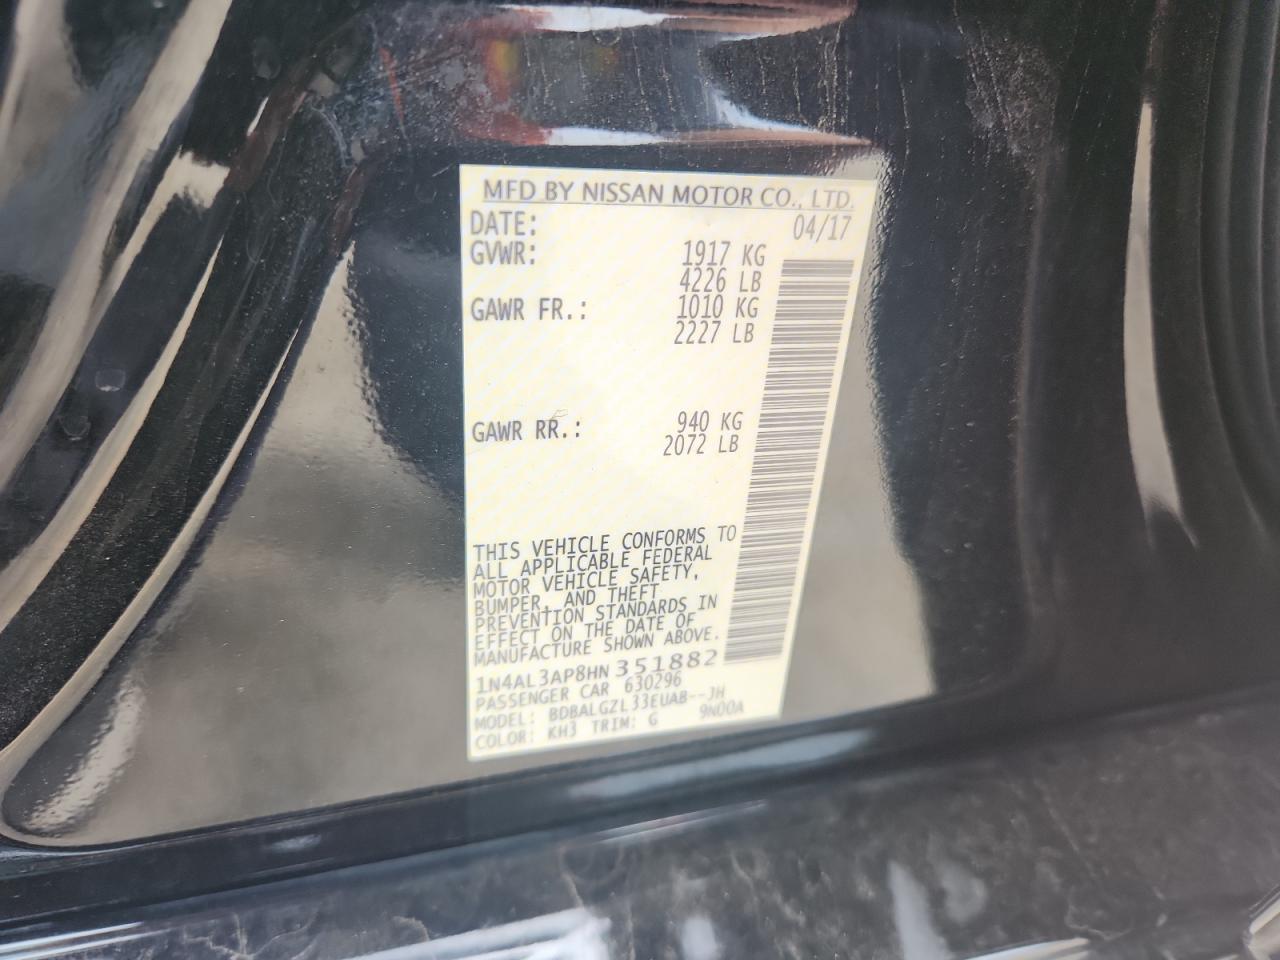 MFD BY NISSAN MOTOR CO., LTD.
DATE: 04/17
GVWR: 1917 KG
4226 LB
GAWR FR.: 1010 KG
2227 LB
GAWR RR.: 940 KG
2072 LB
THIS VEHICLE CONFORMS TO
ALL APPLICABLE FEDERAL
MOTOR VEHICLE SAFETY,
BUMPER, AND THEFT
PREVENTION STANDARDS IN
EFFECT ON THE DATE OF
MANUFACTURE SHOWN ABOVE.
1N4AL3AP8HN351882
PASSENGER CAR 630296
MODEL: BDBALGZL33EUAB--JH
COLOR: KH3 TRIM: G 9N00A